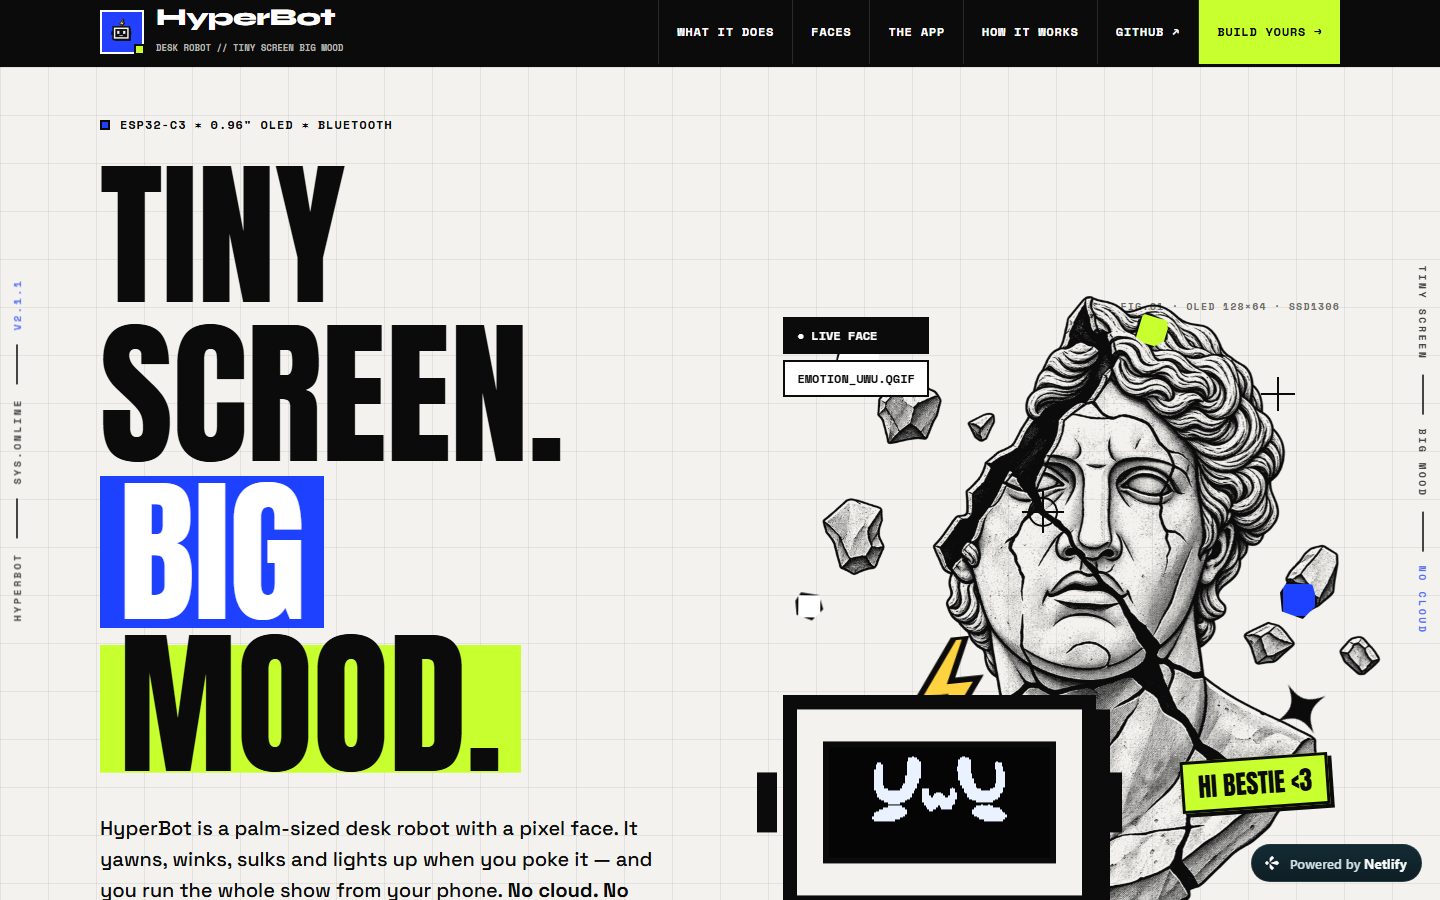 HyperBot
DESK ROBOT // TINY SCREEN BIG MOOD
WHAT IT DOES
FACES
THE APP
HOW IT WORKS
GITHUB ↗
BUILD YOURS →
ESP32-C3 * 0.96" OLED * BLUETOOTH
TINY
SCREEN.
BIG
MOOD.
HyperBot is a palm-sized desk robot with a pixel face. It
yawns, winks, sulks and lights up when you poke it — and
you run the whole show from your phone. No cloud. No
FIG.01 · OLED 128×64 · SSD1306
● LIVE FACE
EMOTION_UWU.QGIF
HI BESTIE <3
HYPERBOT
SYS.ONLINE
V2.1.1
TINY SCREEN
BIG MOOD
NO CLOUD
Powered by Netlify